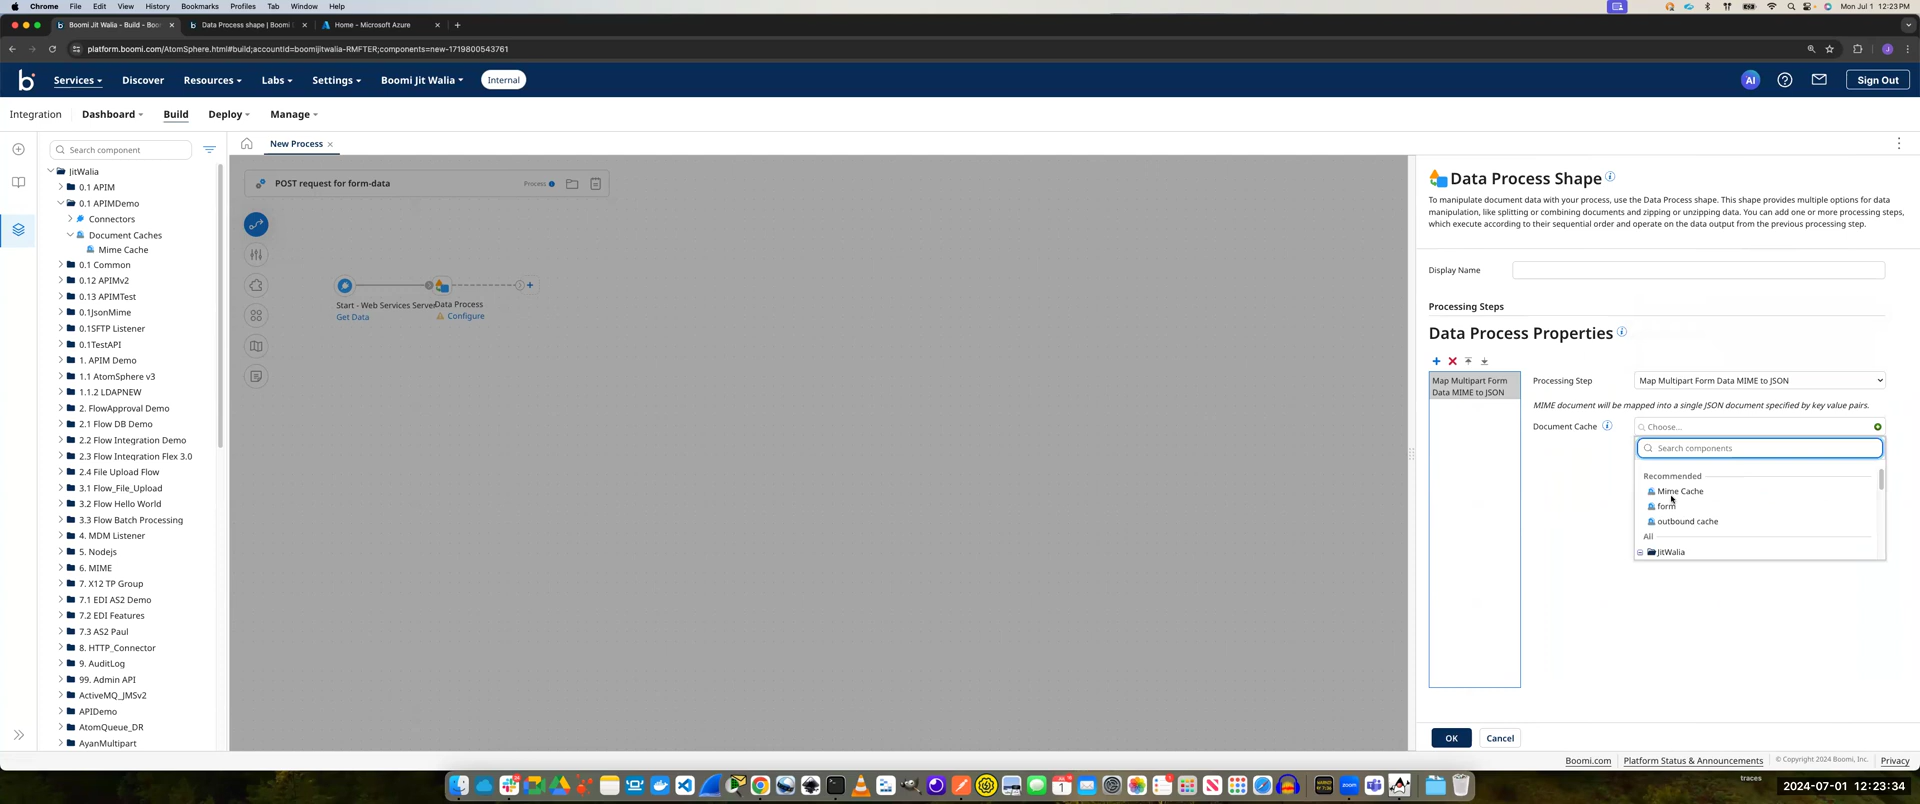 Chrome File Edit View History Bookmarks Profiles Tab Window Help
Mon Jul 1 12:23 PM
Boomi Jit Walia - Build - Boo
Data Process shape | Boomi
Home - Microsoft Azure
platform.boomi.com/AtomSphere.html#build;accountId=boomijitwalia-RMFTER;components=new-1719800543761
b Services Discover Resources Labs Settings Boomi Jit Walia Internal AI Sign Out
Integration Dashboard Build Deploy Manage
Search component
New Process
JitWalia
0.1 APIM
0.1 APIMDemo
Connectors
Document Caches
Mime Cache
0.1 Common
0.12 APIMv2
0.13 APIMTest
0.1JsonMime
0.1SFTP Listener
0.1TestAPI
1. APIM Demo
1.1 AtomSphere v3
1.1.2 LDAPNEW
2. FlowApproval Demo
2.1 Flow DB Demo
2.2 Flow Integration Demo
2.3 Flow Integration Flex 3.0
2.4 File Upload Flow
3.1 Flow_File_Upload
3.2 Flow Hello World
3.3 Flow Batch Processing
4. MDM Listener
5. Nodejs
6. MIME
7. X12 TP Group
7.1 EDI AS2 Demo
7.2 EDI Features
7.3 AS2 Paul
8. HTTP_Connector
9. AuditLog
99. Admin API
ActiveMQ_JMSv2
APIDemo
AtomQueue_DR
AyanMultipart
POST request for form-data
Process
Start - Web Services Server
Get Data
Data Process
Configure
Data Process Shape
To manipulate document data with your process, use the Data Process shape. This shape provides multiple options for data
manipulation, like splitting or combining documents and zipping or unzipping data. You can add one or more processing steps,
which execute according to their sequential order and operate on the data output from the previous processing step.
Display Name
Processing Steps
Data Process Properties
Map Multipart Form
Data MIME to JSON
Processing Step Map Multipart Form Data MIME to JSON
MIME document will be mapped into a single JSON document specified by key value pairs.
Document Cache Choose...
Search components
Recommended
Mime Cache
form
outbound cache
All
JitWalia
OK Cancel
Boomi.com Platform Status & Announcements © Copyright 2024 Boomi, Inc. Privacy
traces
2024-07-01 12:23:34